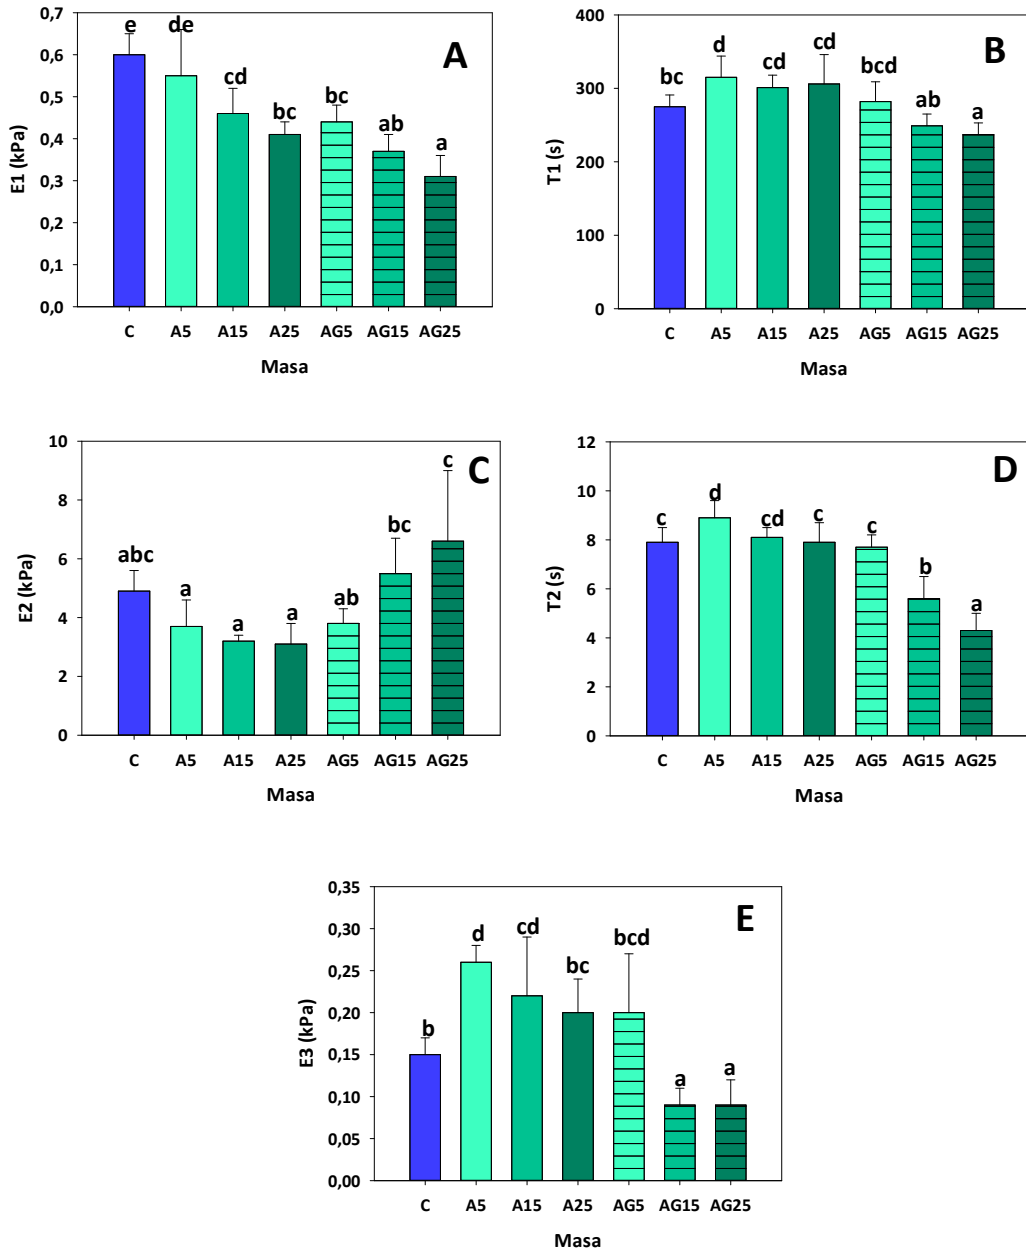 A
E1 (kPa)
0,7
0,6
0,5
0,4
0,3
0,2
0,1
0,0
e de cd bc bc ab a
C A5 A15 A25 AG5 AG15 AG25
Masa
B
T1 (s)
400
300
200
100
0
bc d cd cd bcd ab a
C A5 A15 A25 AG5 AG15 AG25
Masa
C
E2 (kPa)
10
8
6
4
2
0
abc a a a ab bc c
C A5 A15 A25 AG5 AG15 AG25
Masa
D
T2 (s)
12
10
8
6
4
2
0
c d cd c c b a
C A5 A15 A25 AG5 AG15 AG25
Masa
E
E3 (kPa)
0,35
0,30
0,25
0,20
0,15
0,10
0,05
0,00
b d cd bc bcd a a
C A5 A15 A25 AG5 AG15 AG25
Masa